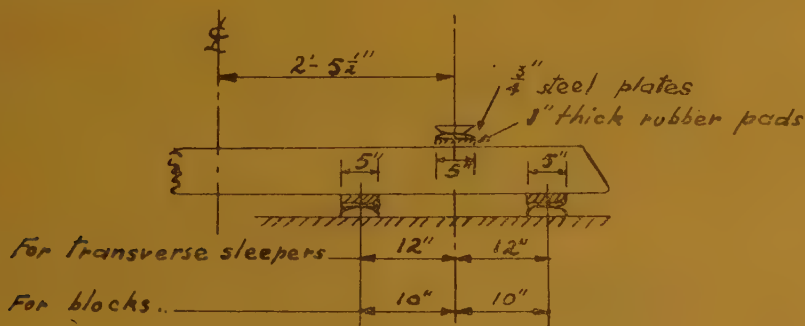 ℄
2'- 5½"
¾" steel plates
1" thick rubber pads
5" 5" 5"
For transverse sleepers 12" 12"
For blocks... 10" 10"